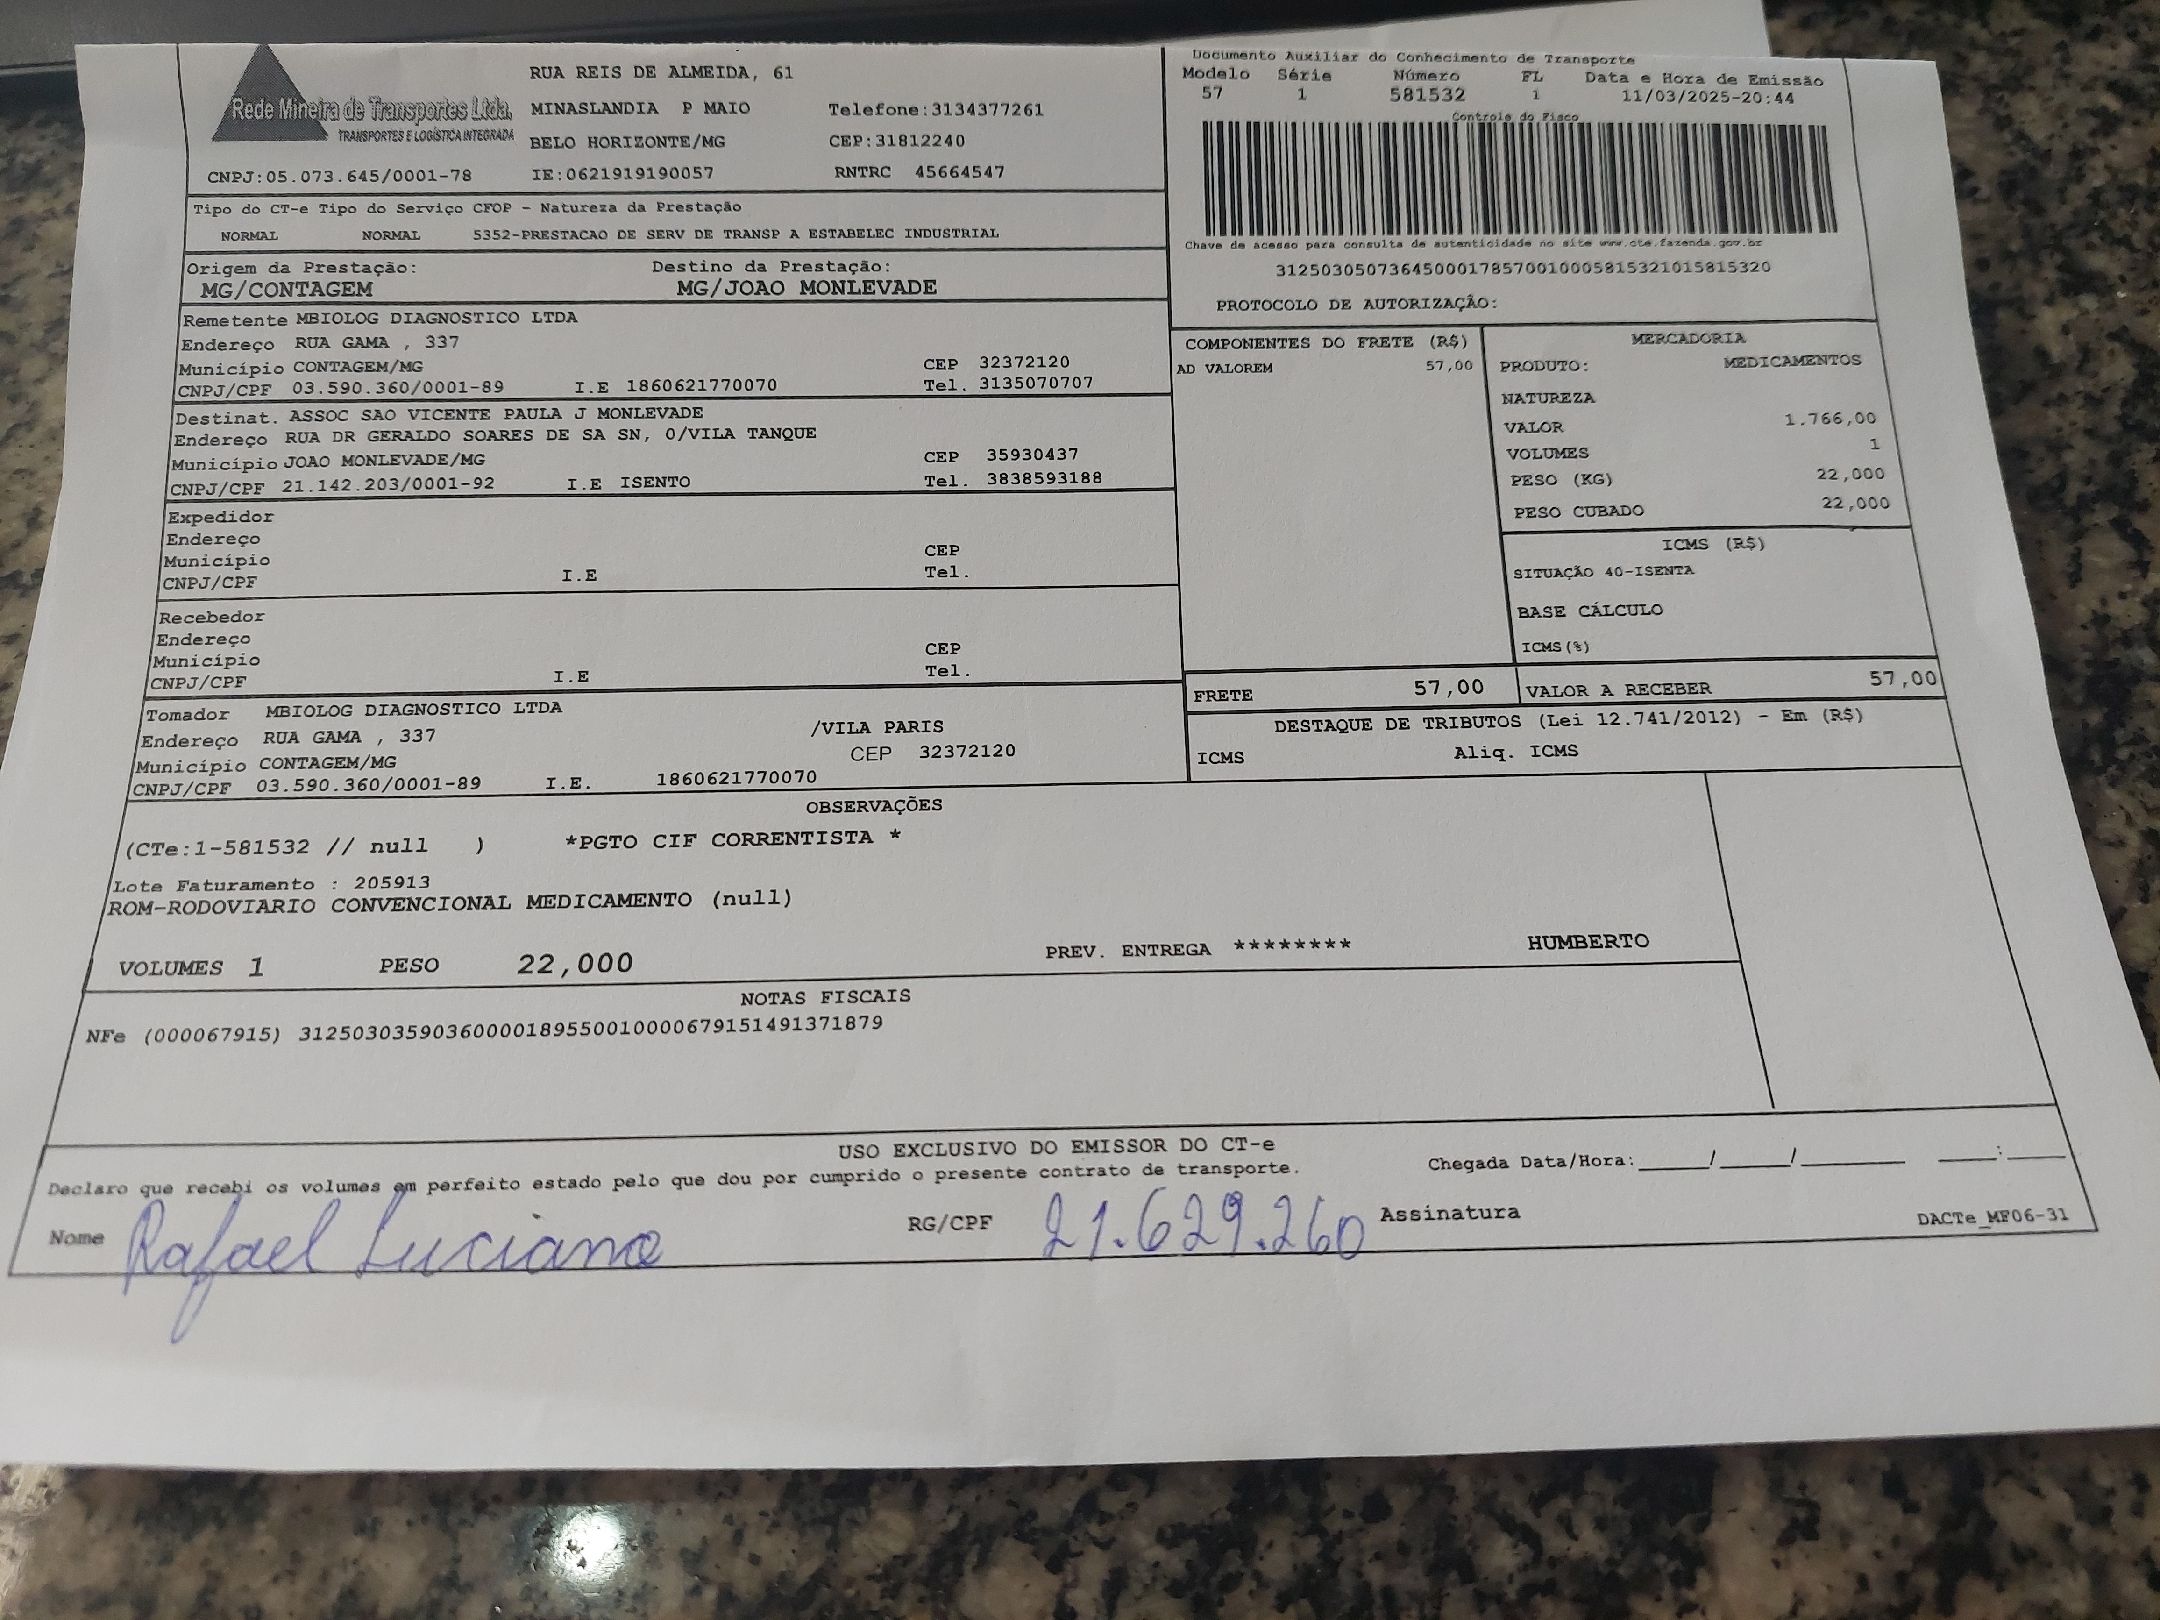 Rede Mineira de Transportes Ltda.
TRANSPORTES E LOGÍSTICA INTEGRADA
CNPJ:05.073.645/0001-78
RUA REIS DE ALMEIDA, 61
MINASLANDIA P MAIO Telefone:3134377261
BELO HORIZONTE/MG CEP:31812240
IE:0621919190057 RNTRC 45664547
Documento Auxiliar do Conhecimento de Transporte
Modelo Série Número FL Data e Hora de Emissão
57 1 581532 1 11/03/2025-20:44
Controle do Fisco
Chave de acesso para consulta de autenticidade no site www.cte.fazenda.gov.br
31250305073645000178570010005815321015815320
PROTOCOLO DE AUTORIZAÇÃO:
Tipo do CT-e Tipo do Serviço CFOP - Natureza da Prestação
NORMAL NORMAL 5352-PRESTACAO DE SERV DE TRANSP A ESTABELEC INDUSTRIAL
Origem da Prestação: Destino da Prestação:
MG/CONTAGEM MG/JOAO MONLEVADE
Remetente MBIOLOG DIAGNOSTICO LTDA
Endereço RUA GAMA , 337
Município CONTAGEM/MG CEP 32372120
CNPJ/CPF 03.590.360/0001-89 I.E 1860621770070 Tel. 3135070707
Destinat. ASSOC SAO VICENTE PAULA J MONLEVADE
Endereço RUA DR GERALDO SOARES DE SA SN, 0/VILA TANQUE
Município JOAO MONLEVADE/MG CEP 35930437
CNPJ/CPF 21.142.203/0001-92 I.E ISENTO Tel. 3838593188
Expedidor
Endereço
Município CEP
CNPJ/CPF I.E Tel.
Recebedor
Endereço
Município CEP
CNPJ/CPF I.E Tel.
Tomador MBIOLOG DIAGNOSTICO LTDA
Endereço RUA GAMA , 337 /VILA PARIS
Município CONTAGEM/MG CEP 32372120
CNPJ/CPF 03.590.360/0001-89 I.E. 1860621770070
COMPONENTES DO FRETE (R$)
AD VALOREM 57,00
MERCADORIA
PRODUTO: MEDICAMENTOS
NATUREZA
VALOR 1.766,00
VOLUMES 1
PESO (KG) 22,000
PESO CUBADO 22,000
ICMS (R$)
SITUAÇÃO 40-ISENTA
BASE CÁLCULO
ICMS(%)
FRETE 57,00 VALOR A RECEBER 57,00
DESTAQUE DE TRIBUTOS (Lei 12.741/2012) - Em (R$)
ICMS Aliq. ICMS
OBSERVAÇÕES
(CTe:1-581532 // null ) *PGTO CIF CORRENTISTA *
Lote Faturamento : 205913
ROM-RODOVIARIO CONVENCIONAL MEDICAMENTO (null)
VOLUMES 1 PESO 22,000 PREV. ENTREGA ******** HUMBERTO
NOTAS FISCAIS
NFe (000067915) 31250303590360000189550010000679151491371879
USO EXCLUSIVO DO EMISSOR DO CT-e
Declaro que recebi os volumes em perfeito estado pelo que dou por cumprido o presente contrato de transporte. Chegada Data/Hora:_____/_____/________ ____:____
Nome Rafael Luciano RG/CPF 21.629.260 Assinatura DACTe_MF06-31